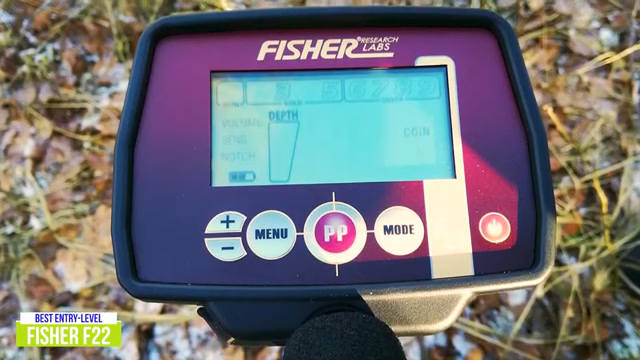 FISHER® RESEARCH LABS
DEPTH
VOLUME
SENS
NOTCH
COIN
+
−
MENU
PP
MODE
BEST ENTRY-LEVEL
FISHER F22